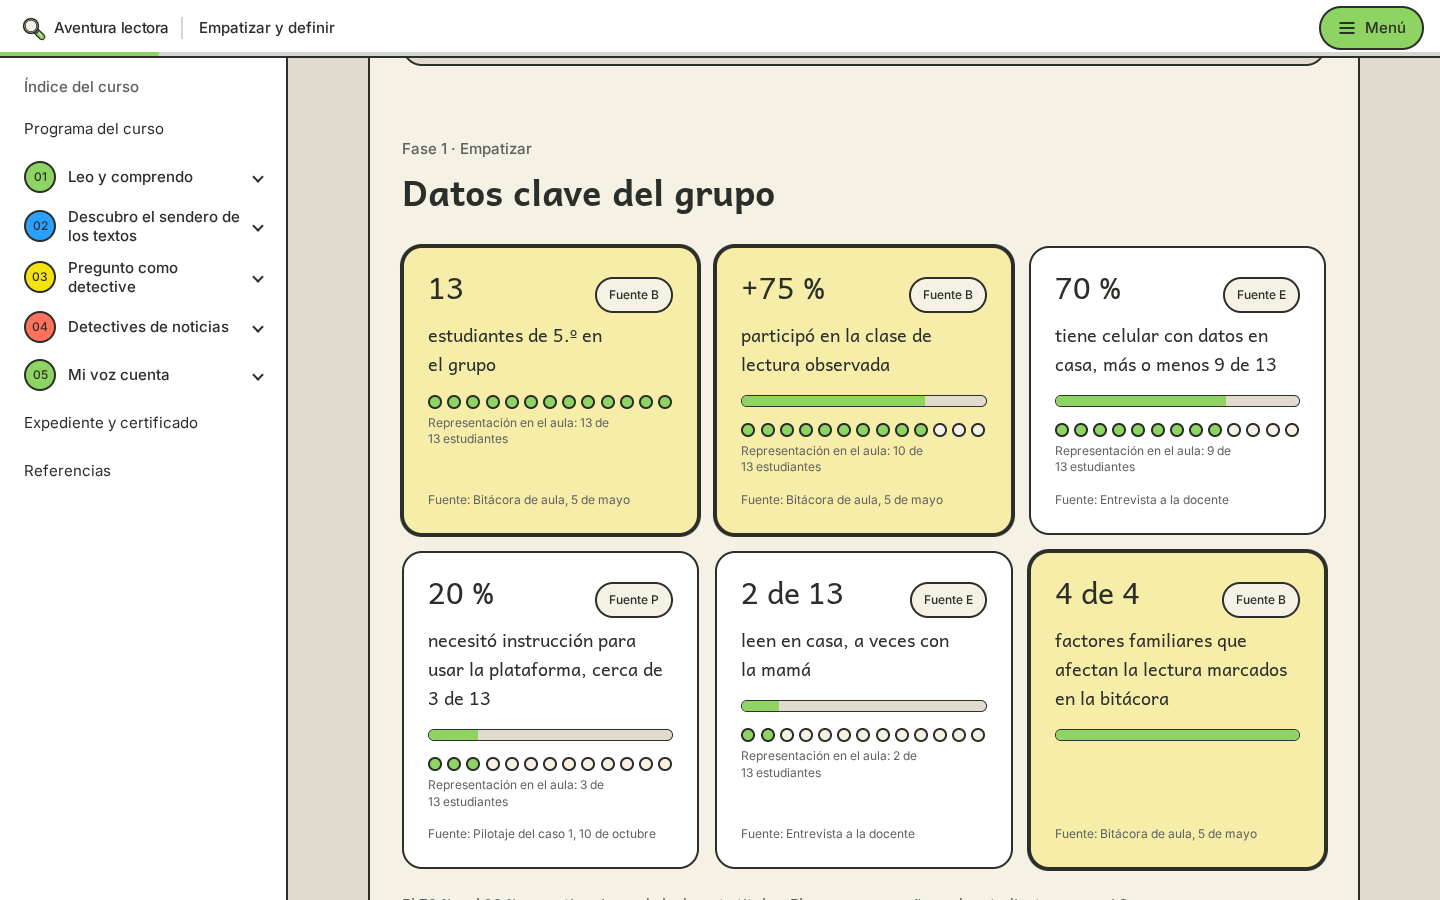 Aventura lectora
Empatizar y definir
Menú
Índice del curso
Programa del curso
01
Leo y comprendo
02
Descubro el sendero de
los textos
03
Pregunto como
detective
04
Detectives de noticias
05
Mi voz cuenta
Expediente y certificado
Referencias
Fase 1 · Empatizar
Datos clave del grupo
13
Fuente B
estudiantes de 5.º en
el grupo
Representación en el aula: 13 de
13 estudiantes
Fuente: Bitácora de aula, 5 de mayo
+75 %
Fuente B
participó en la clase de
lectura observada
Representación en el aula: 10 de
13 estudiantes
Fuente: Bitácora de aula, 5 de mayo
70 %
Fuente E
tiene celular con datos en
casa, más o menos 9 de 13
Representación en el aula: 9 de
13 estudiantes
Fuente: Entrevista a la docente
20 %
Fuente P
necesitó instrucción para
usar la plataforma, cerca de
3 de 13
Representación en el aula: 3 de
13 estudiantes
Fuente: Pilotaje del caso 1, 10 de octubre
2 de 13
Fuente E
leen en casa, a veces con
la mamá
Representación en el aula: 2 de
13 estudiantes
Fuente: Entrevista a la docente
4 de 4
Fuente B
factores familiares que
afectan la lectura marcados
en la bitácora
Fuente: Bitácora de aula, 5 de mayo